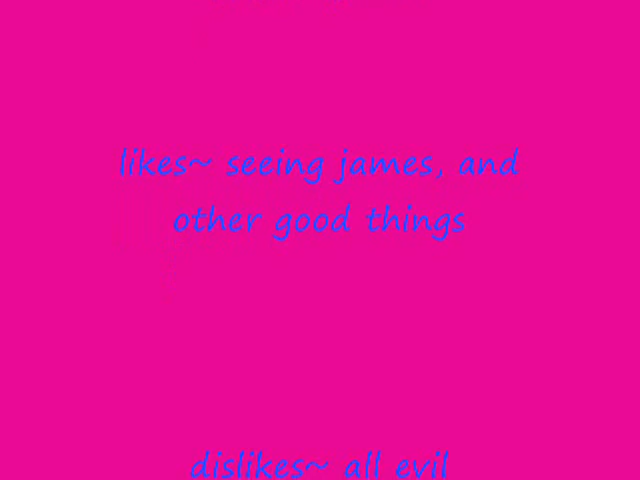 likes~ seeing james, and
other good things
dislikes~ all evil